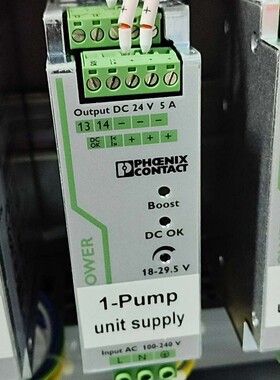 + +
Output DC 24 V 5 A
13 14 − − −
DC OK + + +
PHŒNIX
CONTACT
Boost
DC OK
18-29.5 V
POWER
1-Pump
unit supply
Input AC 100-240 V
L N